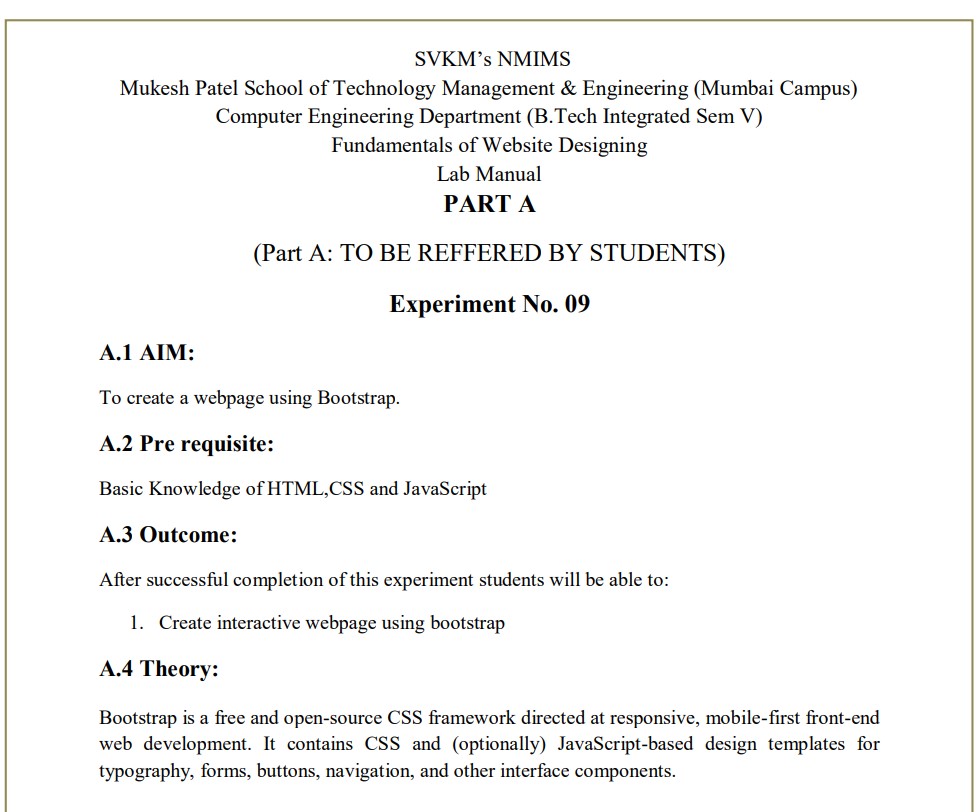 SVKM's NMIMS
Mukesh Patel School of Technology Management & Engineering (Mumbai Campus)
Computer Engineering Department (B.Tech Integrated Sem V)
Fundamentals of Website Designing
Lab Manual
PART A
(Part A: TO BE REFFERED BY STUDENTS)
Experiment No. 09
A.1 AIM:
To create a webpage using Bootstrap.
A.2 Pre requisite:
Basic Knowledge of HTML,CSS and JavaScript
A.3 Outcome:
After successful completion of this experiment students will be able to:
1. Create interactive webpage using bootstrap
A.4 Theory:
Bootstrap is a free and open-source CSS framework directed at responsive, mobile-first front-end
web development. It contains CSS and (optionally) JavaScript-based design templates for
typography, forms, buttons, navigation, and other interface components.